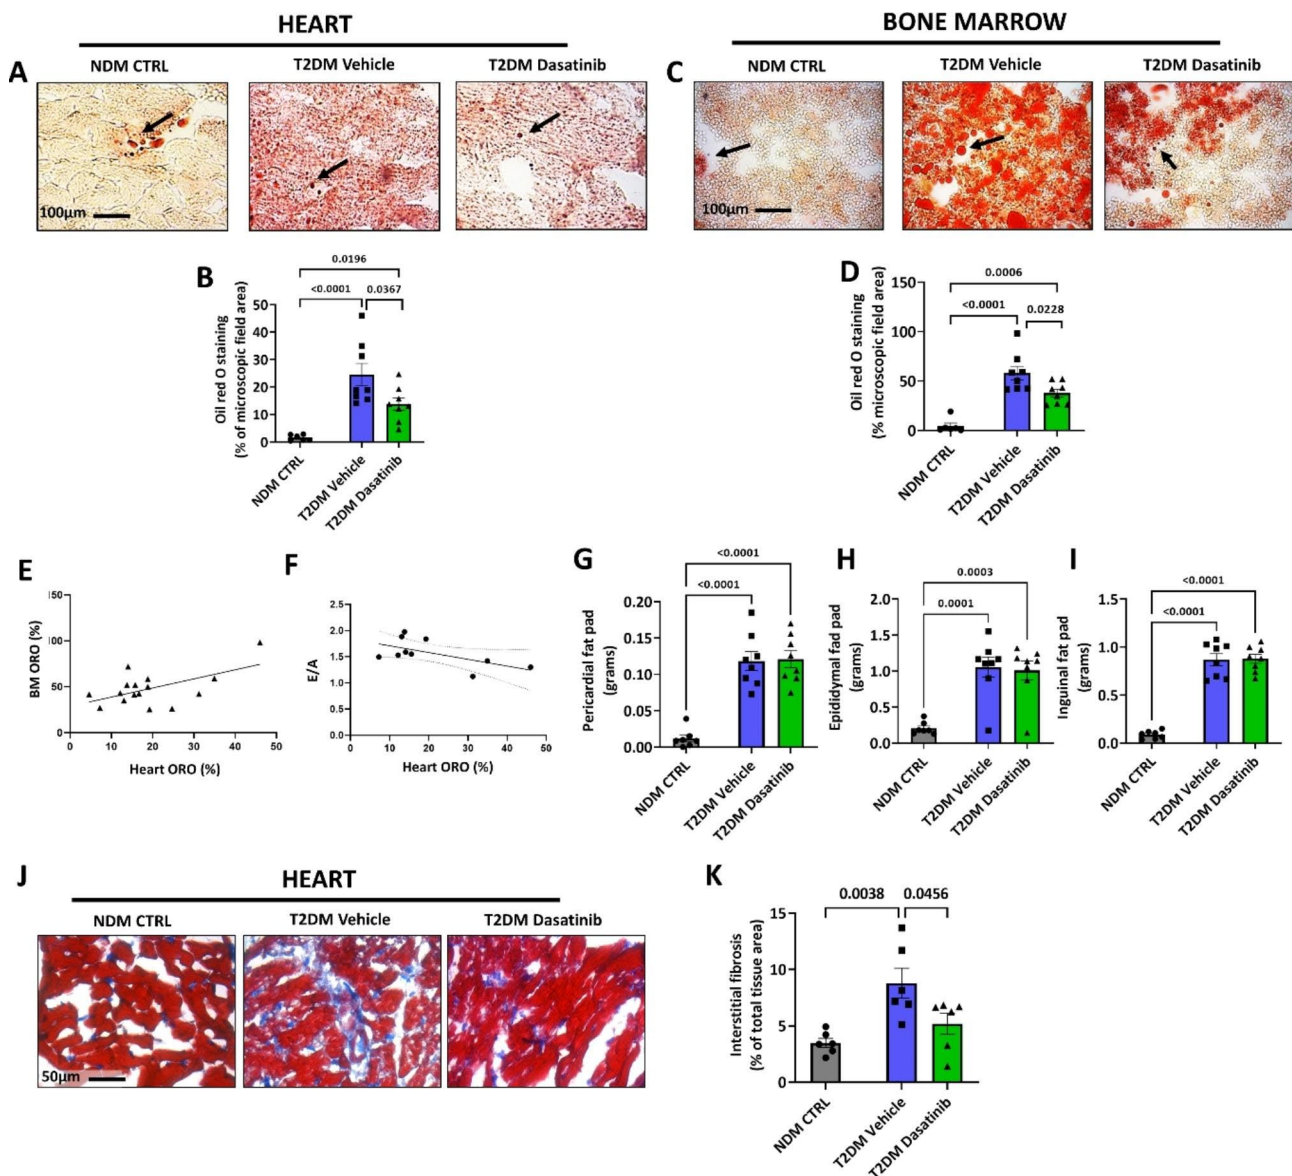 HEART
BONE MARROW
A
NDM CTRL
T2DM Vehicle
T2DM Dasatinib
C
NDM CTRL
T2DM Vehicle
T2DM Dasatinib
100μm
100μm
B
0.0196
<0.0001
0.0367
Oil red O staining
(% of microscopic field area)
50
40
30
20
10
0
NDM CTRL
T2DM Vehicle
T2DM Dasatinib
D
0.0006
<0.0001
0.0228
Oil red O staining
(% microscopic field area)
150
100
50
0
NDM CTRL
T2DM Vehicle
T2DM Dasatinib
E
BM ORO (%)
150
100
50
0
0
10
20
30
40
50
Heart ORO (%)
F
E/A
2.5
2.0
1.5
1.0
0.5
0.0
0
10
20
30
40
50
Heart ORO (%)
G
<0.0001
<0.0001
Pericardial fat pad
(grams)
0.20
0.15
0.10
0.05
0.00
NDM CTRL
T2DM Vehicle
T2DM Dasatinib
H
0.0003
0.0001
Epididymal fad pad
(grams)
2.0
1.5
1.0
0.5
0.0
NDM CTRL
T2DM Vehicle
T2DM Dasatinib
I
<0.0001
<0.0001
Inguinal fat pad
(grams)
1.5
1.0
0.5
0.0
NDM CTRL
T2DM Vehicle
T2DM Dasatinib
J
HEART
NDM CTRL
T2DM Vehicle
T2DM Dasatinib
50μm
K
0.0038
0.0456
Interstitial fibrosis
(% of total tissue area)
15
10
5
0
NDM CTRL
T2DM Vehicle
T2DM Dasatinib